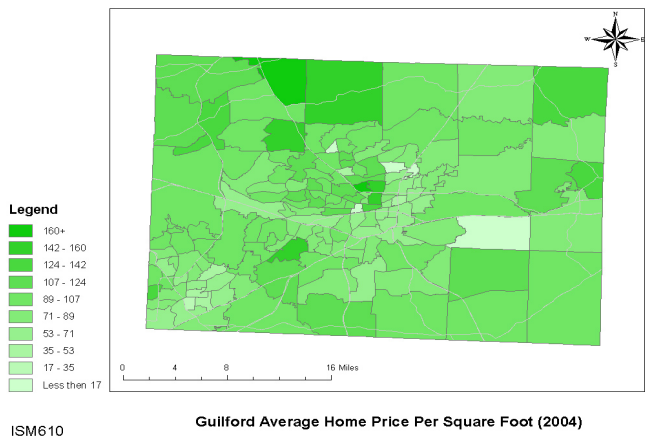 N
W E
S
Legend
160+
142 - 160
124 - 142
107 - 124
89 - 107
71 - 89
53 - 71
35 - 53
17 - 35
Less then 17
0 4 8 16 Miles
Guilford Average Home Price Per Square Foot (2004)
ISM610